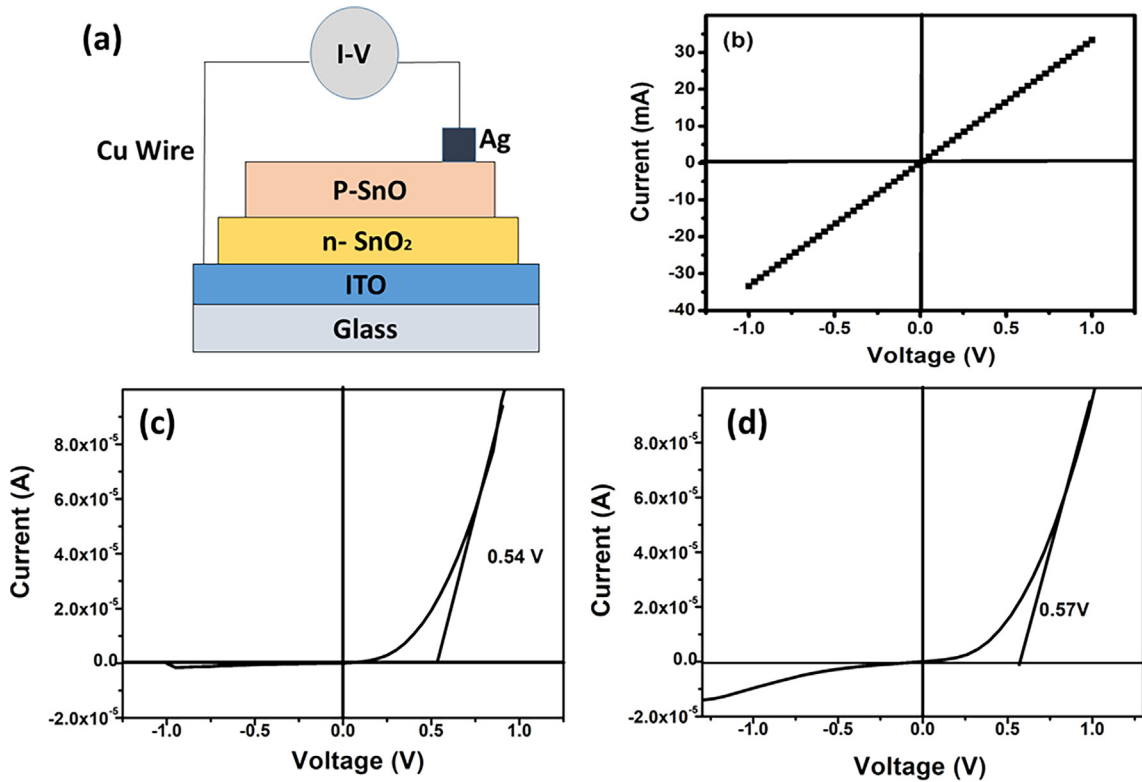 (a)
I-V
Cu Wire
Ag
P-SnO
n- SnO₂
ITO
Glass
(b)
Current (mA)
30
20
10
0
-10
-20
-30
-40
-1.0 -0.5 0.0 0.5 1.0
Voltage (V)
(c)
Current (A)
8.0x10⁻⁵
6.0x10⁻⁵
4.0x10⁻⁵
2.0x10⁻⁵
0.0
-2.0x10⁻⁵
0.54 V
-1.0 -0.5 0.0 0.5 1.0
Voltage (V)
(d)
Current (A)
8.0x10⁻⁵
6.0x10⁻⁵
4.0x10⁻⁵
2.0x10⁻⁵
0.0
-2.0x10⁻⁵
0.57V
-1.0 -0.5 0.0 0.5 1.0
Voltage (V)